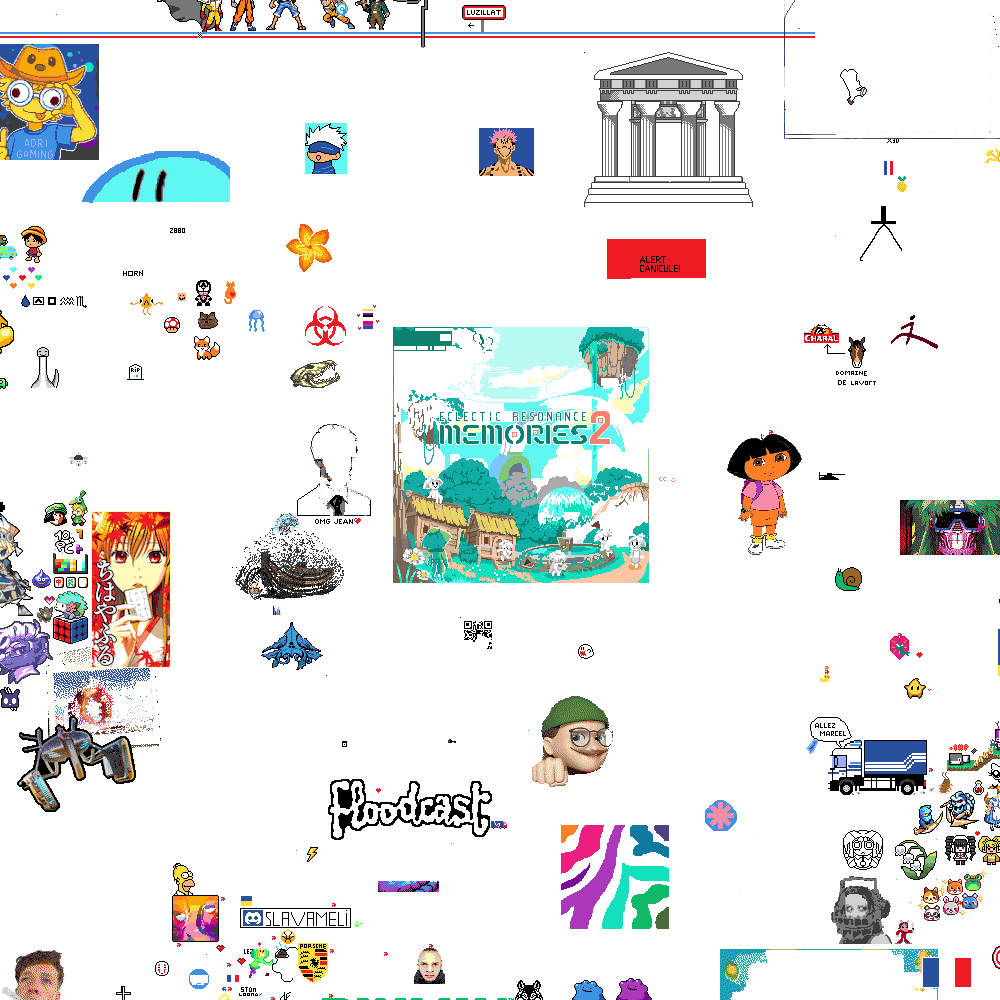 LUZILLAT
ADRI
GAMING
2880
HORN
ALERT
CANICULE!
CHARAL
DOMAINE
DE LAVORT
RIP
ECLECTIC RESONANCE
MEMORIES 2
OMG JEAN
ちはやふる
ALLEZ
MARCEL
floodcast
SLAVAMELI
PORSCHE